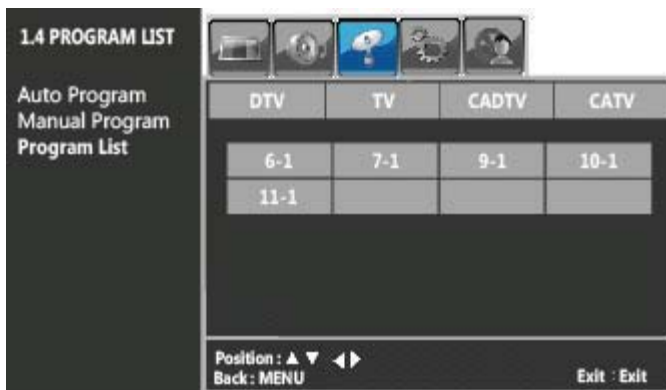 1.4 PROGRAM LIST
Auto Program
Manual Program
Program List
DTV TV CADTV CATV
6-1 7-1 9-1 10-1
11-1
Position : ▲ ▼ ◀ ▶
Back : MENU Exit : Exit